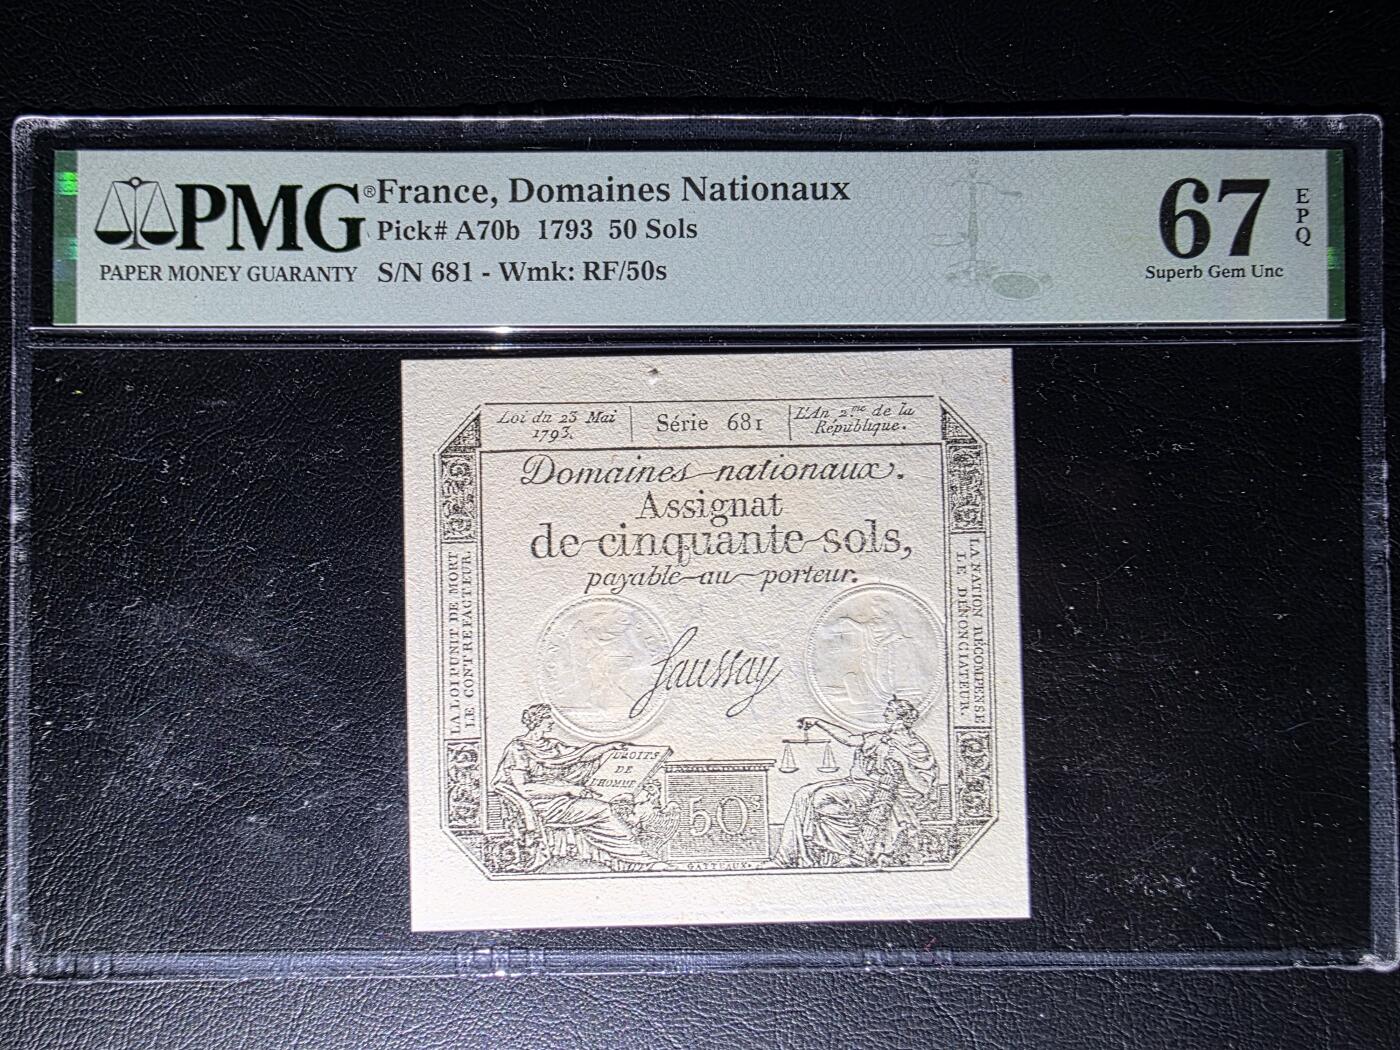 PMG®
PAPER MONEY GUARANTY
France, Domaines Nationaux
Pick# A70b 1793 50 Sols
S/N 681 - Wmk: RF/50s
67
EPQ
Superb Gem Unc
Loi du 23 Mai
1793.
Série 681
L'An 2.me de la
République.
Domaines nationaux.
Assignat
de cinquante sols,
payable au porteur.
LA LOI PUNIT DE MORT
LE CONTREFACTEUR.
LA NATION RÉCOMPENSE
LE DÉNONCIATEUR.
Saussay
DROITS
DE
L'HOMME
50s
GATTEAUX.